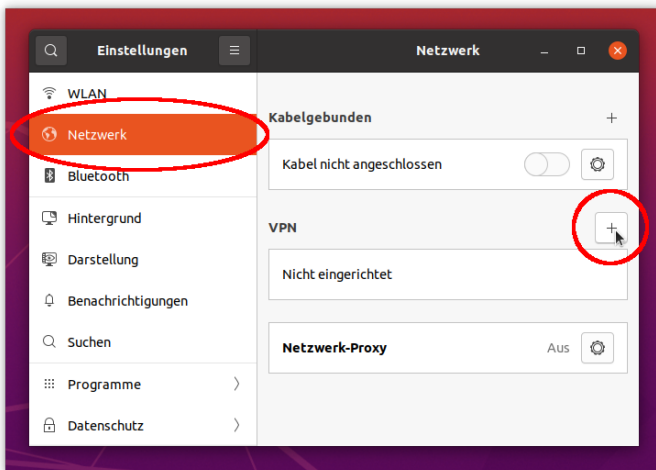 Einstellungen
Netzwerk
WLAN
Netzwerk
Bluetooth
Hintergrund
Darstellung
Benachrichtigungen
Suchen
Programme
Datenschutz
Kabelgebunden
Kabel nicht angeschlossen
VPN
Nicht eingerichtet
Netzwerk-Proxy Aus